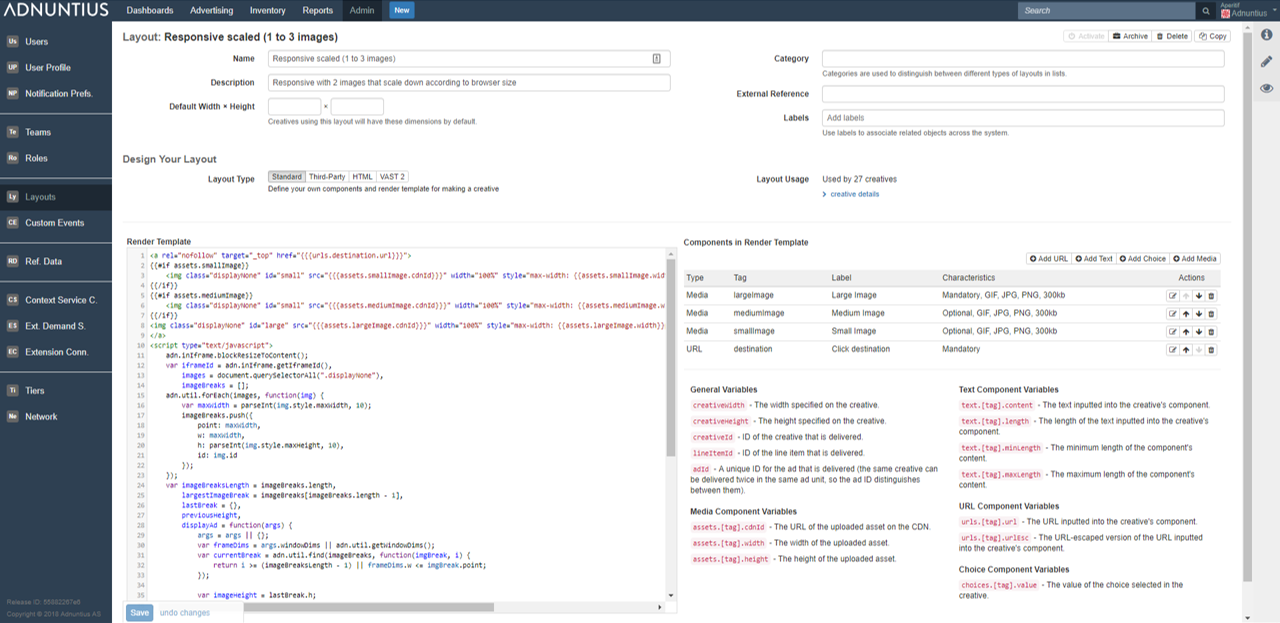 ADNUNTIUS
Dashboards Advertising Inventory Reports Admin New
Search
Adnuntius
Us Users
UP User Profile
NP Notification Prefs.
Te Teams
Ro Roles
Ly Layouts
CE Custom Events
RD Ref. Data
CS Context Service C.
ES Ext. Demand S.
EC Extension Conn.
Ti Tiers
Ne Network
Copyright © 2018 Adnuntius AS
Layout: Responsive scaled (1 to 3 images)
Activate Archive Delete Copy
Name Responsive scaled (1 to 3 images)
Description Responsive with 2 images that scale down according to browser size
Default Width × Height ×
Creatives using this layout will have these dimensions by default.
Category
Categories are used to distinguish between different types of layouts in lists.
External Reference
Labels Add labels
Use labels to associate related objects across the system.
Design Your Layout
Layout Type Standard Third-Party HTML VAST 2
Define your own components and render template for making a creative
Layout Usage Used by 27 creatives
creative details
Render Template
1 <a rel="nofollow" target="_top" href="{{{urls.destination.url}}}">
2 {{#if assets.smallImage}}
3 <img class="displayNone" id="small" src="{{{assets.smallImage.cdnId}}}" width="100%" style="max-width: {{assets.smallImage.wid
4 {{/if}}
5 {{#if assets.mediumImage}}
6 <img class="displayNone" id="small" src="{{{assets.mediumImage.cdnId}}}" width="100%" style="max-width: {{assets.mediumImage.w
7 {{/if}}
8 <img class="displayNone" id="large" src="{{{assets.largeImage.cdnId}}}" width="100%" style="max-width: {{assets.largeImage.width}}
9 </a>
10 <script type="text/javascript">
11 adn.inIframe.blockResizeToContent();
12 var iframeId = adn.inIframe.getIframeId(),
13 images = document.querySelectorAll(".displayNone"),
14 imageBreaks = [];
15 adn.util.forEach(images, function(img) {
16 var maxWidth = parseInt(img.style.maxWidth, 10);
17 imageBreaks.push({
18 point: maxWidth,
19 w: maxWidth,
20 h: parseInt(img.style.maxHeight, 10),
21 id: img.id
22 });
23 });
24 var imageBreaksLength = imageBreaks.length,
25 largestImageBreak = imageBreaks[imageBreaks.length - 1],
26 lastBreak = {},
27 previousHeight,
28 displayAd = function(args) {
29 args = args || {};
30 var frameDims = args.windowDims || adn.util.getWindowDims();
31 var currentBreak = adn.util.find(imageBreaks, function(imgBreak, i) {
32 return i >= (imageBreaksLength - 1) || frameDims.w <= imgBreak.point;
33 });
34
35 var imageHeight = lastBreak.h;
Save undo changes
Components in Render Template
Add URL Add Text Add Choice Add Media
Type Tag Label Characteristics Actions
Media largeImage Large Image Mandatory, GIF, JPG, PNG, 300kb
Media mediumImage Medium Image Optional, GIF, JPG, PNG, 300kb
Media smallImage Small Image Optional, GIF, JPG, PNG, 300kb
URL destination Click destination Mandatory
General Variables
creativeWidth - The width specified on the creative.
creativeHeight - The height specified on the creative.
creativeId - ID of the creative that is delivered.
lineItemId - ID of the line item that is delivered.
adId - A unique ID for the ad that is delivered (the same creative can
be delivered twice in the same ad unit, so the ad ID distinguishes
between them).
Media Component Variables
assets.[tag].cdnId - The URL of the uploaded asset on the CDN.
assets.[tag].width - The width of the uploaded asset.
assets.[tag].height - The height of the uploaded asset.
Text Component Variables
text.[tag].content - The text inputted into the creative's component.
text.[tag].length - The length of the text inputted into the creative's
component.
text.[tag].minLength - The minimum length of the component's
content.
text.[tag].maxLength - The maximum length of the component's
content.
URL Component Variables
urls.[tag].url - The URL inputted into the creative's component.
urls.[tag].urlEsc - The URL-escaped version of the URL inputted
into the creative's component.
Choice Component Variables
choices.[tag].value - The value of the choice selected in the
creative.